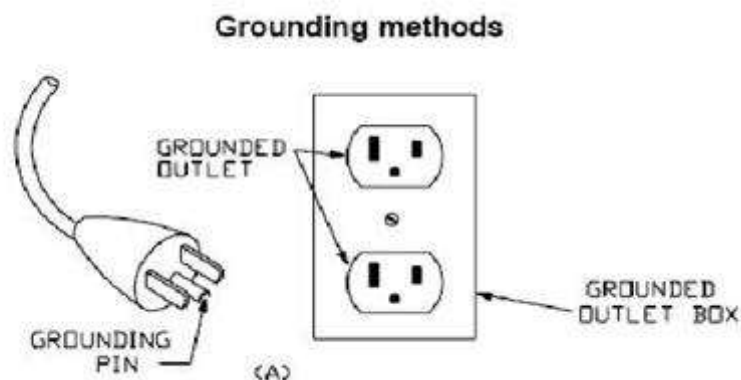 Grounding methods
GROUNDED
OUTLET
GROUNDED
OUTLET BOX
GROUNDING
PIN
(A)